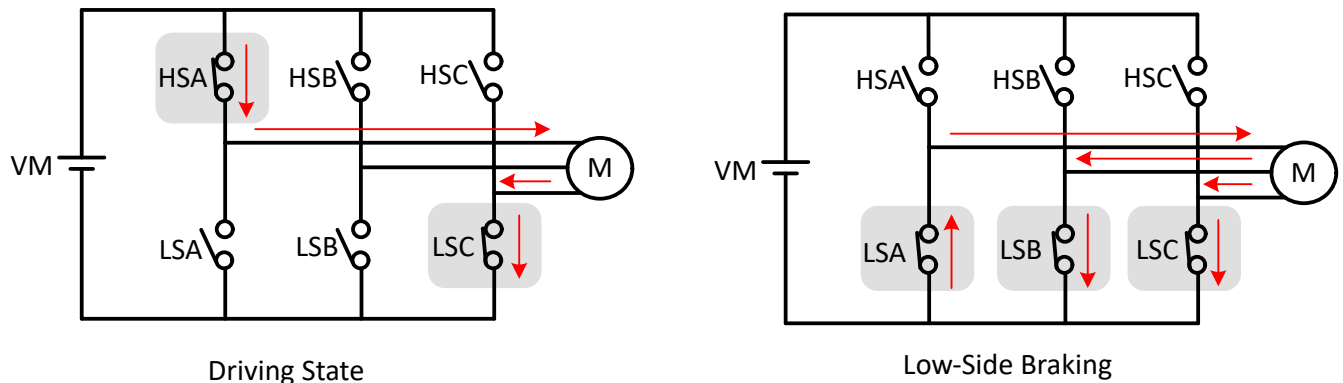 HSA
HSB
HSC
VM
M
LSA
LSB
LSC
Driving State
HSA
HSB
HSC
VM
M
LSA
LSB
LSC
Low-Side Braking